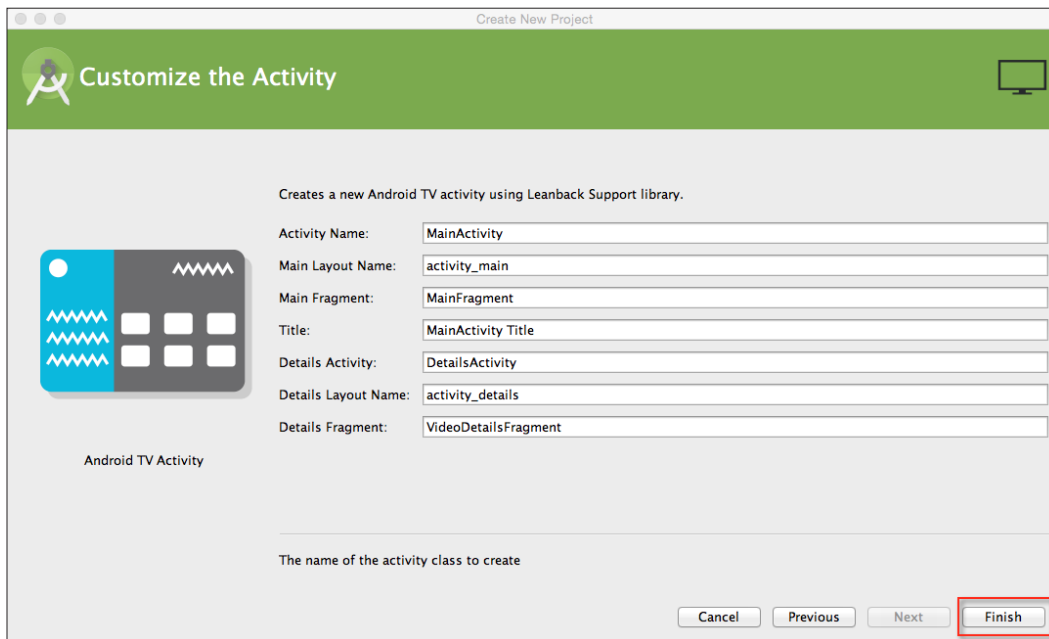 Create New Project
Customize the Activity
Creates a new Android TV activity using Leanback Support library.
Activity Name: MainActivity
Main Layout Name: activity_main
Main Fragment: MainFragment
Title: MainActivity Title
Details Activity: DetailsActivity
Details Layout Name: activity_details
Details Fragment: VideoDetailsFragment
Android TV Activity
The name of the activity class to create
Cancel Previous Next Finish